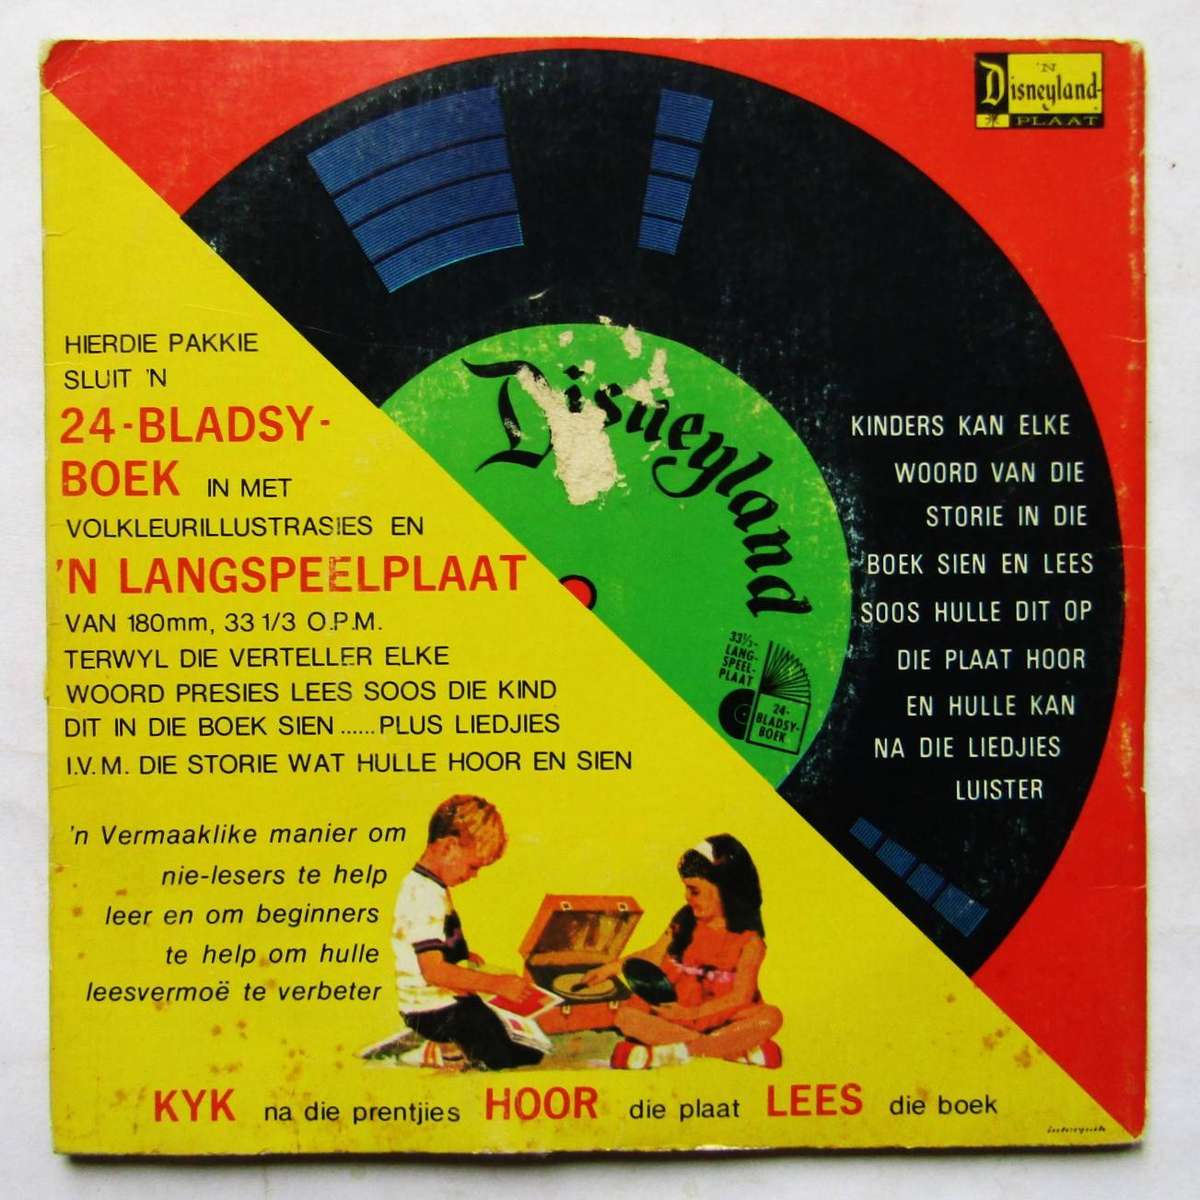 'N
Disneyland
PLAAT
HIERDIE PAKKIE
SLUIT 'N
24-BLADSY-
BOEK IN MET
VOLKLEURILLUSTRASIES EN
'N LANGSPEELPLAAT
VAN 180mm, 33 1/3 O.P.M.
TERWYL DIE VERTELLER ELKE
WOORD PRESIES LEES SOOS DIE KIND
DIT IN DIE BOEK SIEN ...... PLUS LIEDJIES
I.V.M. DIE STORIE WAT HULLE HOOR EN SIEN
'n Vermaaklike manier om
nie-lesers te help
leer en om beginners
te help om hulle
leesvermoë te verbeter
Disneyland
33⅓-
LANG-
SPEEL-
PLAAT
24-
BLADSY-
BOEK
KINDERS KAN ELKE
WOORD VAN DIE
STORIE IN DIE
BOEK SIEN EN LEES
SOOS HULLE DIT OP
DIE PLAAT HOOR
EN HULLE KAN
NA DIE LIEDJIES
LUISTER
KYK na die prentjies HOOR die plaat LEES die boek